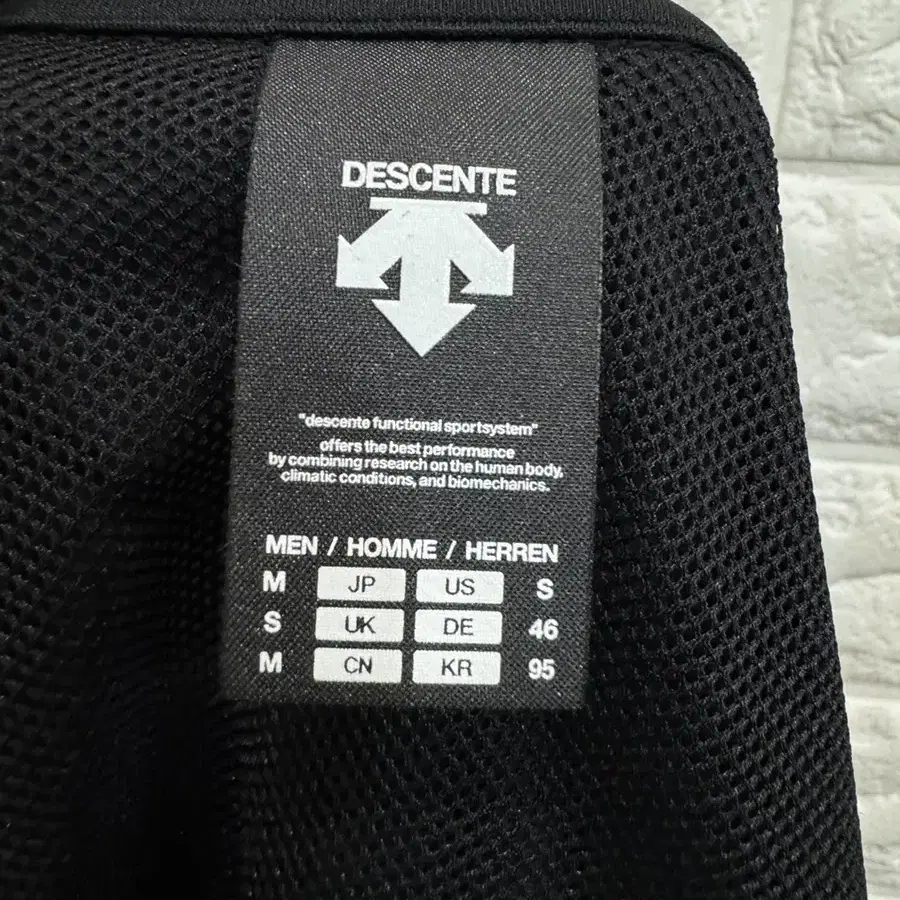 DESCENTE
"descente functional sportsystem"
offers the best performance
by combining research on the human body,
climatic conditions, and biomechanics.
MEN / HOMME / HERREN
M JP US S
S UK DE 46
M CN KR 95